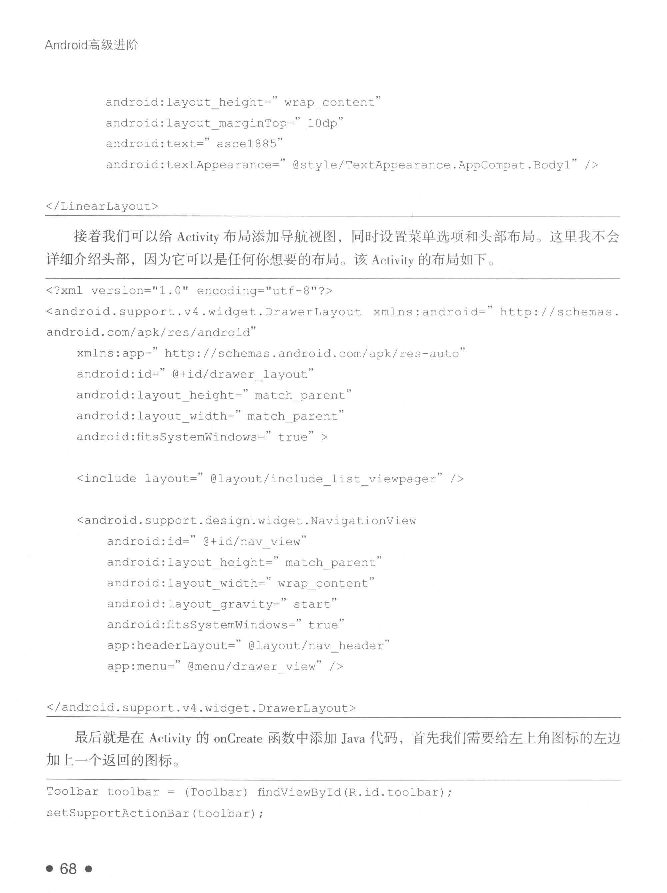 Android高级进阶
android:layout_height=” wrap_content”
android:layout_marginTop=” 10dp”
android:text=” asce1885”
android:textAppearance=” @style/TextAppearance.AppCompat.Body1” />
</LinearLayout>
接着我们可以给 Activity 布局添加导航视图，同时设置菜单选项和头部布局。这里我不会
详细介绍头部，因为它可以是任何你想要的布局。该 Activity 的布局如下。
<?xml version="1.0" encoding="utf-8"?>
<android.support.v4.widget.DrawerLayout xmlns:android=” http://schemas.
android.com/apk/res/android”
xmlns:app=” http://schemas.android.com/apk/res-auto”
android:id=” @+id/drawer_layout”
android:layout_height=” match_parent”
android:layout_width=” match_parent”
android:fitsSystemWindows=” true” >
<include layout=” @layout/include_list_viewpager” />
<android.support.design.widget.NavigationView
android:id=” @+id/nav_view”
android:layout_height=” match_parent”
android:layout_width=” wrap_content”
android:layout_gravity=” start”
android:fitsSystemWindows=” true”
app:headerLayout=” @layout/nav_header”
app:menu=” @menu/drawer_view” />
</android.support.v4.widget.DrawerLayout>
最后就是在 Activity 的 onCreate 函数中添加 Java 代码，首先我们需要给左上角图标的左边
加上一个返回的图标。
Toolbar toolbar = (Toolbar) findViewById(R.id.toolbar);
setSupportActionBar(toolbar);
● 68 ●